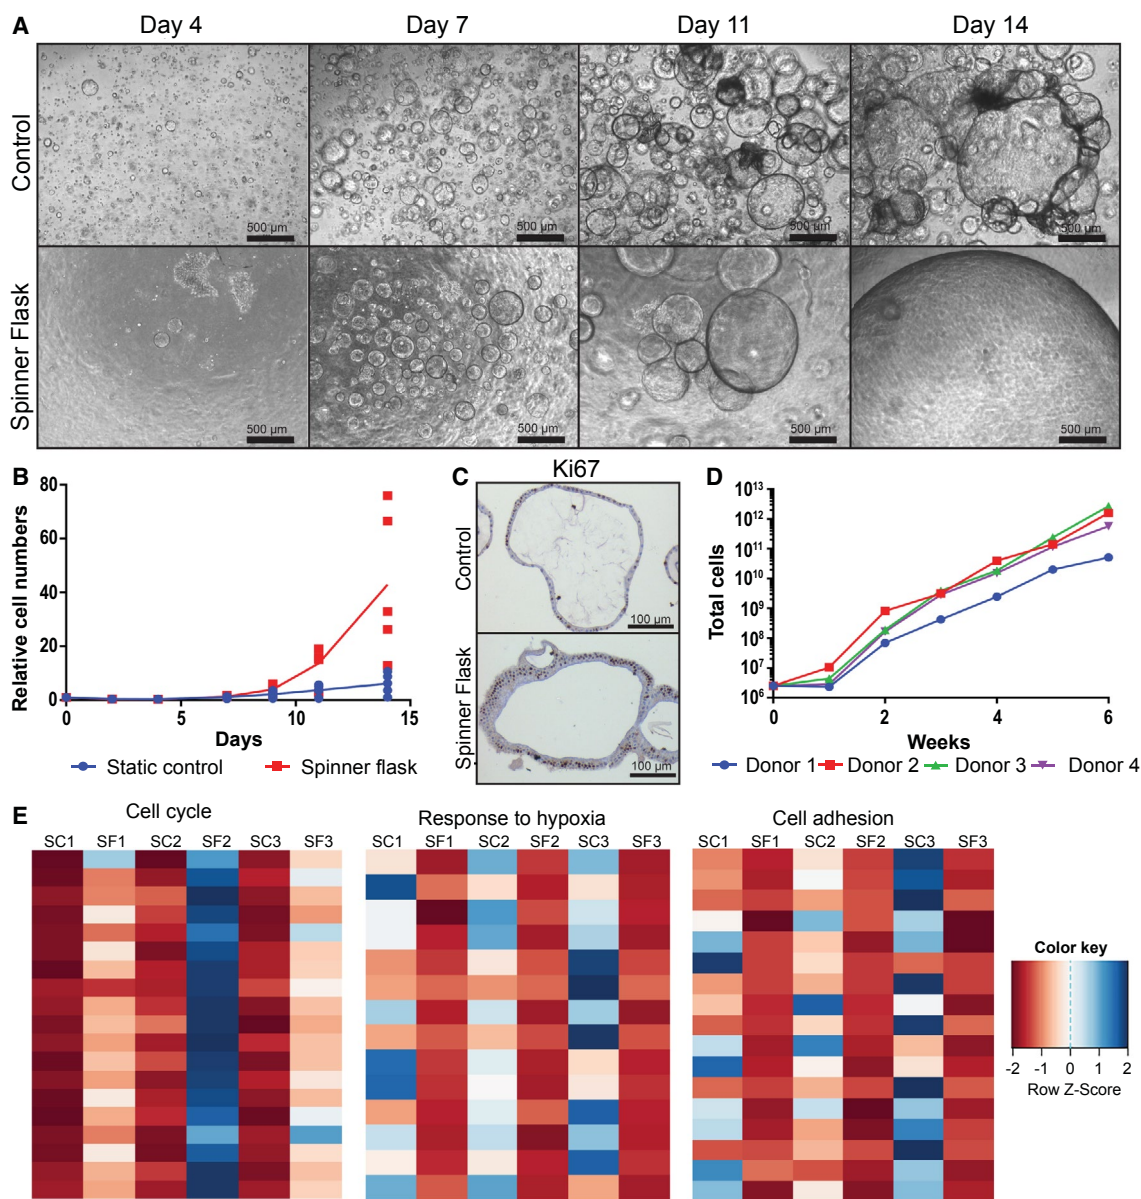 A
Day 4 Day 7 Day 11 Day 14
Control
500 µm 500 µm 500 µm 500 µm
Spinner Flask
500 µm 500 µm 500 µm 500 µm
B
Relative cell numbers
80
60
40
20
0
0 5 10 15
Days
Static control Spinner flask
C
Ki67
Control
100 µm
Spinner Flask
100 µm
D
Total cells
10¹³
10¹²
10¹¹
10¹⁰
10⁹
10⁸
10⁷
10⁶
0 2 4 6
Weeks
Donor 1 Donor 2 Donor 3 Donor 4
E
Cell cycle
SC1 SF1 SC2 SF2 SC3 SF3
Response to hypoxia
SC1 SF1 SC2 SF2 SC3 SF3
Cell adhesion
SC1 SF1 SC2 SF2 SC3 SF3
Color key
-2 -1 0 1 2
Row Z-Score